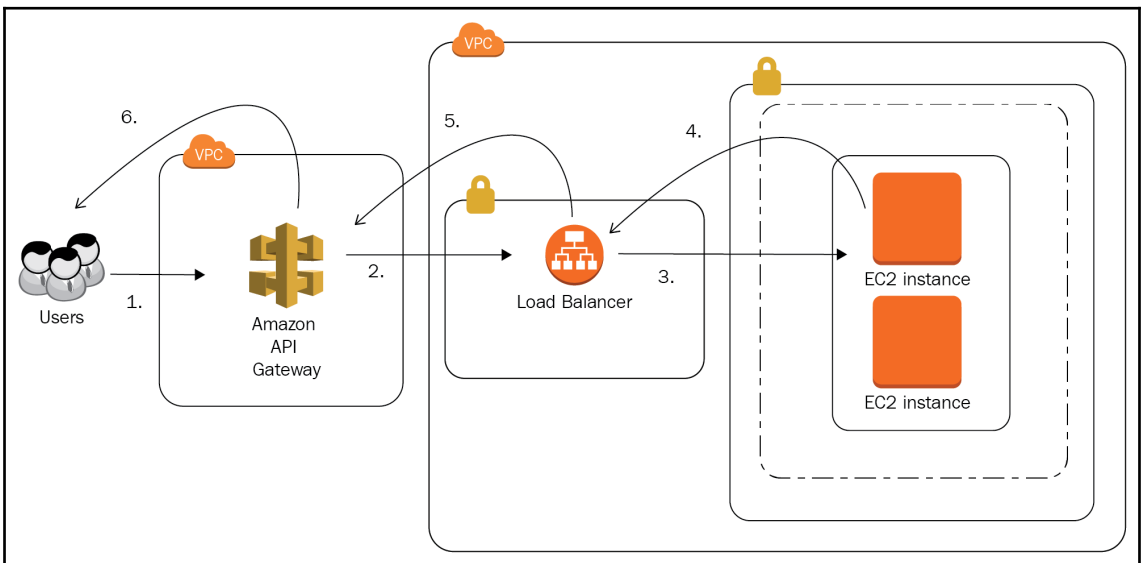 VPC
6.
5.
4.
VPC
2.
3.
1.
Users
Amazon
API
Gateway
Load Balancer
EC2 instance
EC2 instance